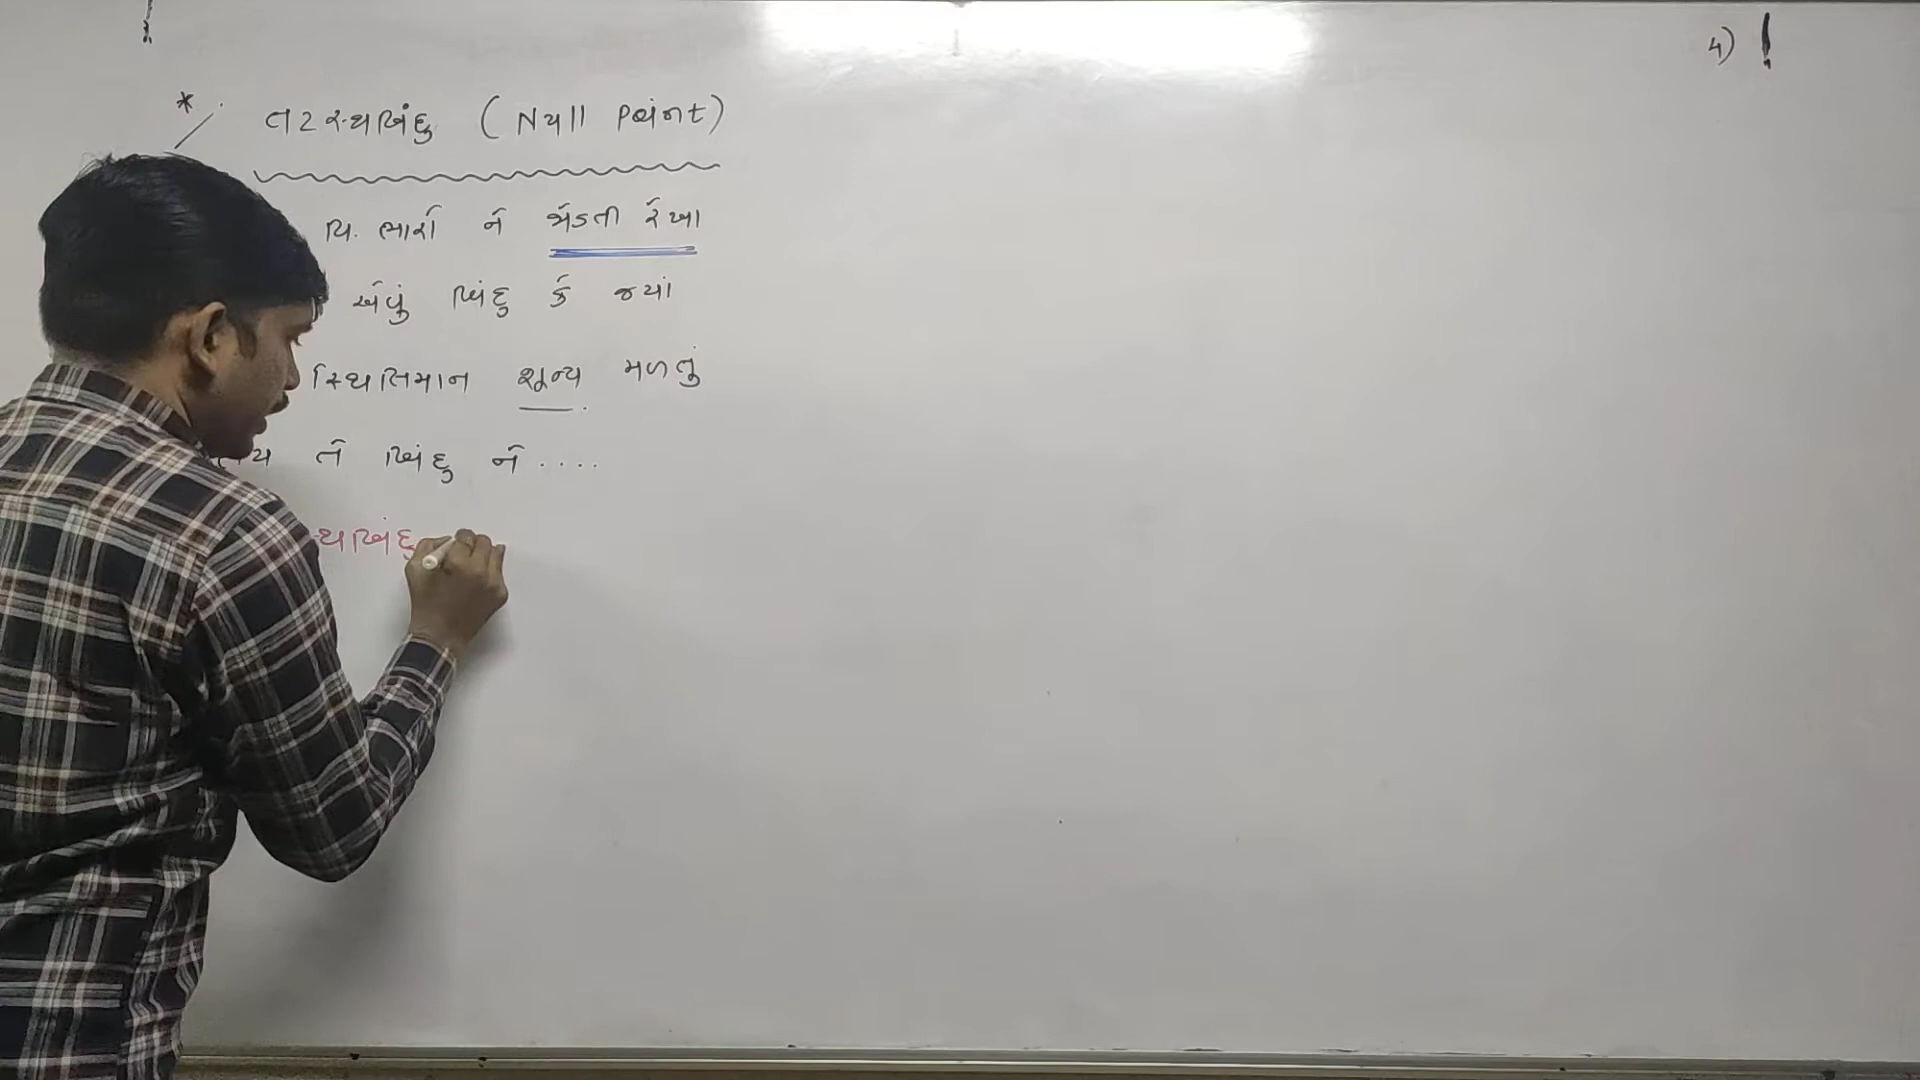 4)
* તટસ્થબિંદુ (Null Point)
વિ. ભારો ને જોડતી રેખા
એવું બિંદુ કે જ્યાં
સ્થિતિમાન શૂન્ય મળતું
તે બિંદુ ને ....
સ્થબિંદુ